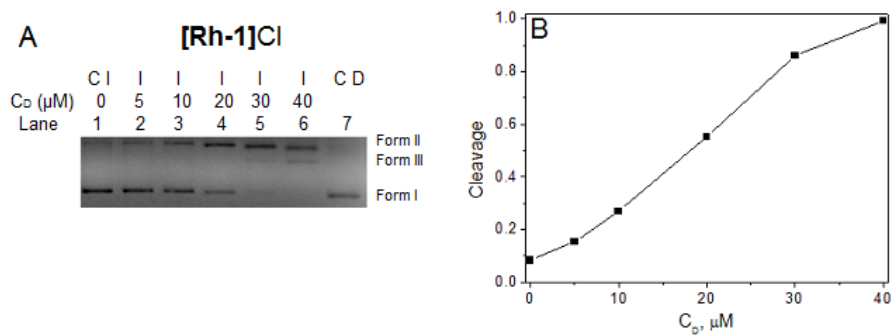 A
[Rh-1]Cl
C I I I I I I C D
C_D (µM) 0 5 10 20 30 40
Lane 1 2 3 4 5 6 7
Form II
Form III
Form I
B
Cleavage
1.0
0.8
0.6
0.4
0.2
0.0
0 10 20 30 40
C_D, µM